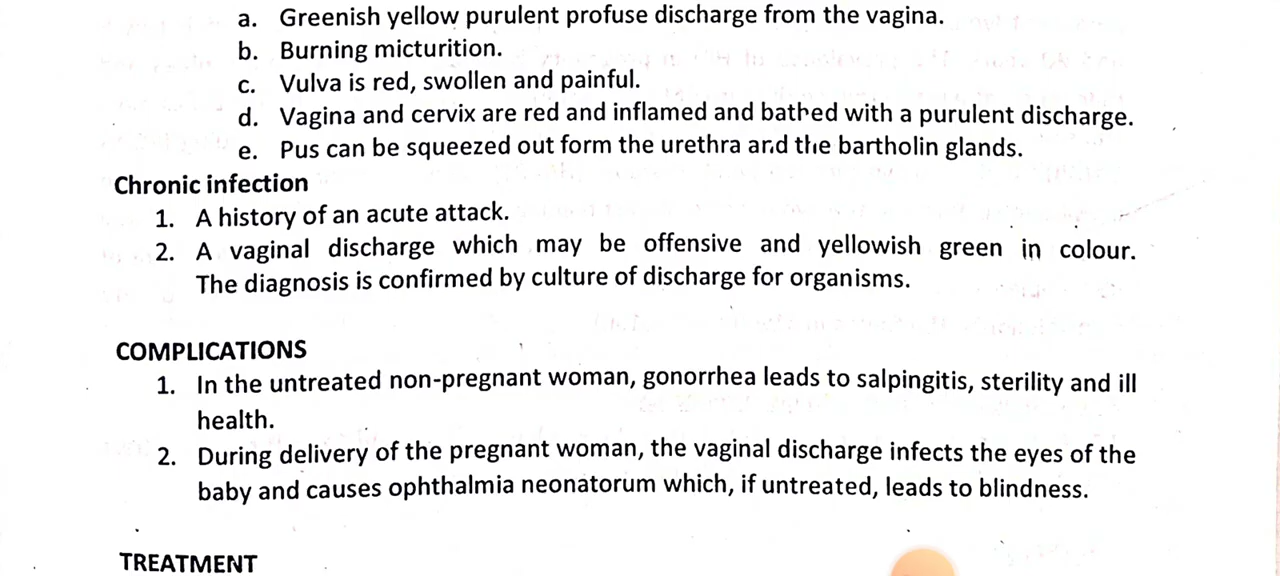 a. Greenish yellow purulent profuse discharge from the vagina.
b. Burning micturition.
c. Vulva is red, swollen and painful.
d. Vagina and cervix are red and inflamed and bathed with a purulent discharge.
e. Pus can be squeezed out form the urethra and the bartholin glands.
Chronic infection
1. A history of an acute attack.
2. A vaginal discharge which may be offensive and yellowish green in colour.
The diagnosis is confirmed by culture of discharge for organisms.
COMPLICATIONS
1. In the untreated non-pregnant woman, gonorrhea leads to salpingitis, sterility and ill
health.
2. During delivery of the pregnant woman, the vaginal discharge infects the eyes of the
baby and causes ophthalmia neonatorum which, if untreated, leads to blindness.
TREATMENT